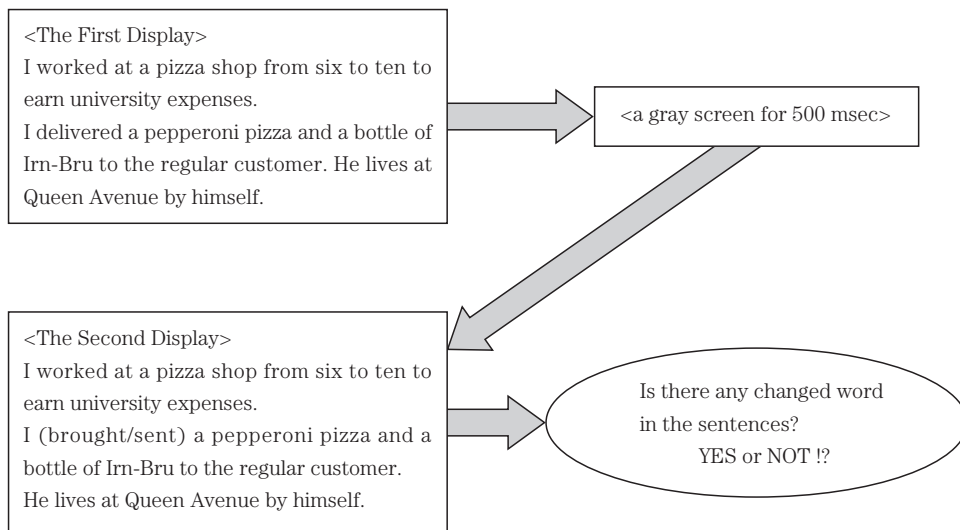 <The First Display>
I worked at a pizza shop from six to ten to
earn university expenses.
I delivered a pepperoni pizza and a bottle of
Irn-Bru to the regular customer. He lives at
Queen Avenue by himself.
<a gray screen for 500 msec>
<The Second Display>
I worked at a pizza shop from six to ten to
earn university expenses.
I (brought/sent) a pepperoni pizza and a
bottle of Irn-Bru to the regular customer.
He lives at Queen Avenue by himself.
Is there any changed word
in the sentences?
YES or NOT !?